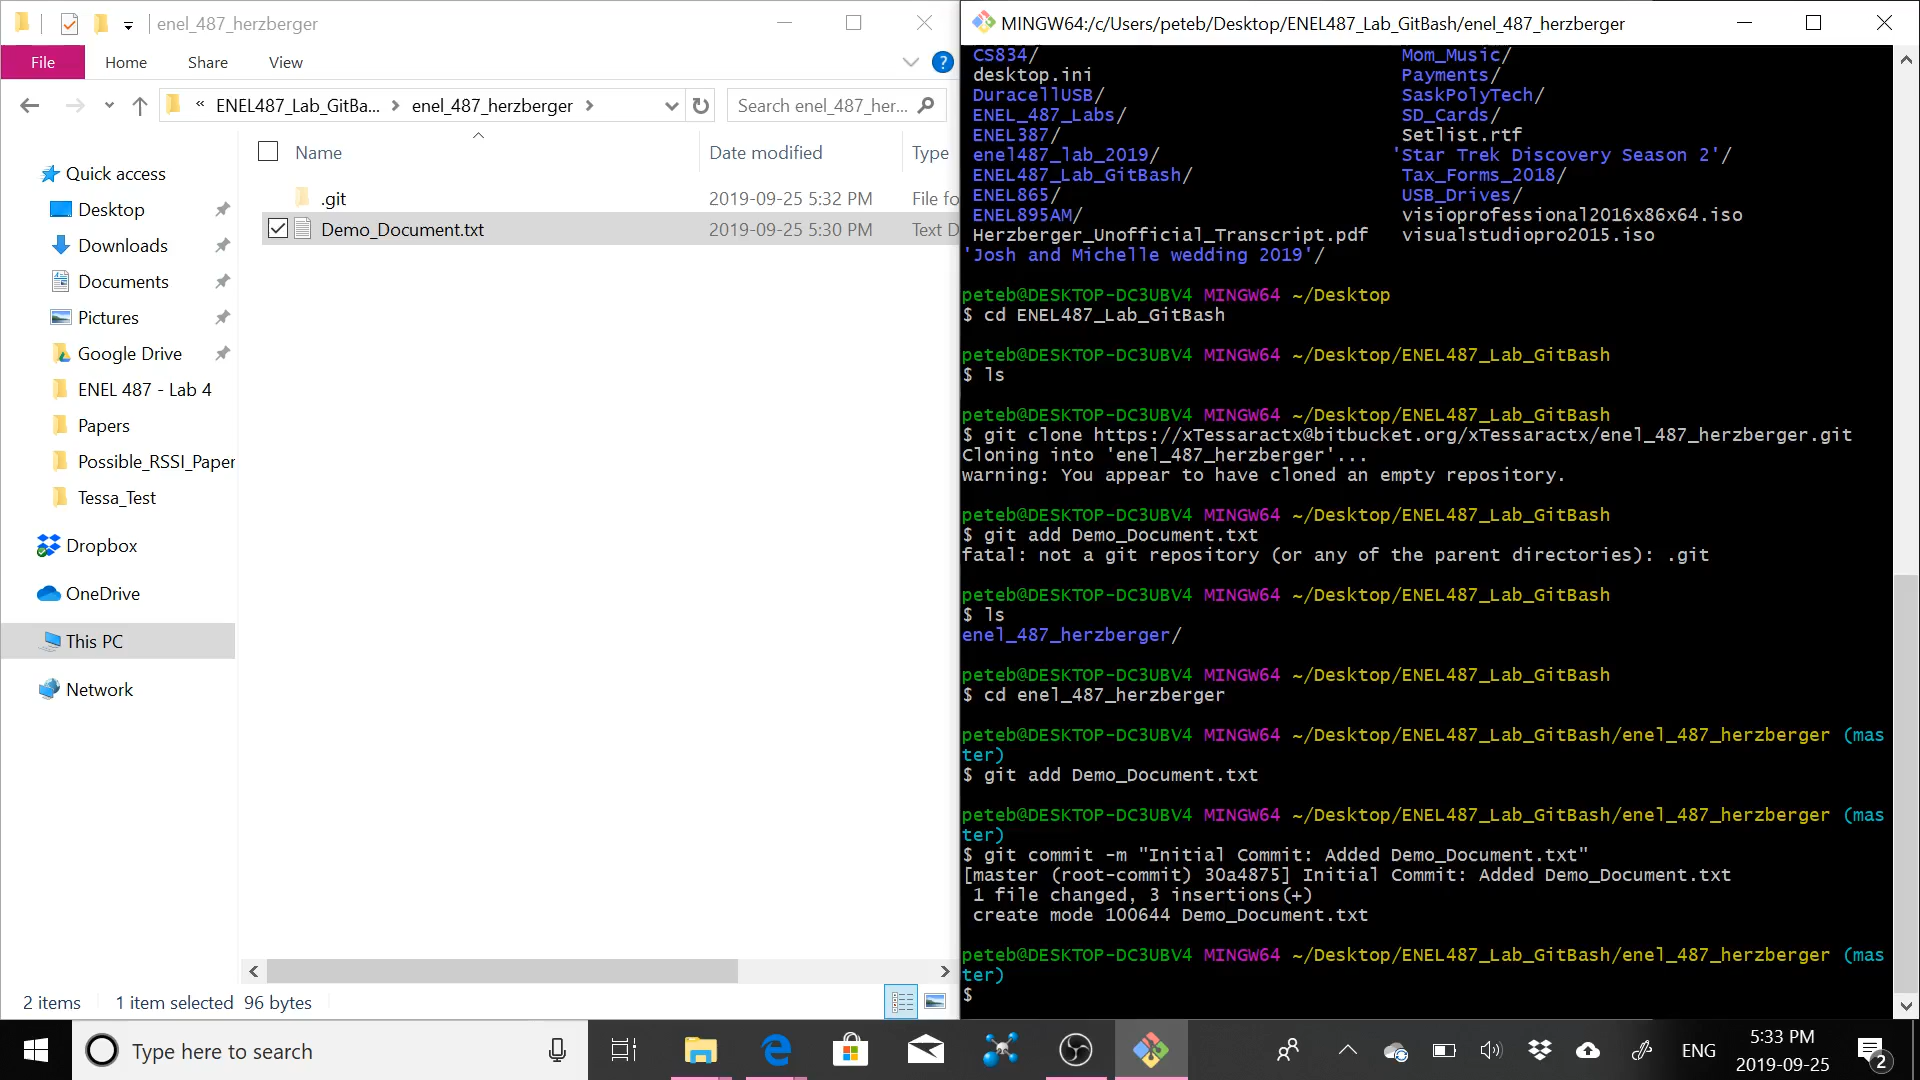 enel_487_herzberger
File Home Share View
« ENEL487_Lab_GitBa... > enel_487_herzberger >
Search enel_487_her...
Name Date modified Type
.git 2019-09-25 5:32 PM File fo
Demo_Document.txt 2019-09-25 5:30 PM Text D
Quick access
Desktop
Downloads
Documents
Pictures
Google Drive
ENEL 487 - Lab 4
Papers
Possible_RSSI_Paper
Tessa_Test
Dropbox
OneDrive
This PC
Network
2 items 1 item selected 96 bytes
MINGW64:/c/Users/peteb/Desktop/ENEL487_Lab_GitBash/enel_487_herzberger
CS834/ Mom_Music/
desktop.ini Payments/
DuracellUSB/ SaskPolyTech/
ENEL_487_Labs/ SD_Cards/
ENEL387/ Setlist.rtf
enel487_lab_2019/ 'Star Trek Discovery Season 2'/
ENEL487_Lab_GitBash/ Tax_Forms_2018/
ENEL865/ USB_Drives/
ENEL895AM/ visioprofessional2016x86x64.iso
Herzberger_Unofficial_Transcript.pdf visualstudiopro2015.iso
'Josh and Michelle wedding 2019'/
peteb@DESKTOP-DC3UBV4 MINGW64 ~/Desktop
$ cd ENEL487_Lab_GitBash
peteb@DESKTOP-DC3UBV4 MINGW64 ~/Desktop/ENEL487_Lab_GitBash
$ ls
peteb@DESKTOP-DC3UBV4 MINGW64 ~/Desktop/ENEL487_Lab_GitBash
$ git clone https://xTessaractx@bitbucket.org/xTessaractx/enel_487_herzberger.git
Cloning into 'enel_487_herzberger'...
warning: You appear to have cloned an empty repository.
peteb@DESKTOP-DC3UBV4 MINGW64 ~/Desktop/ENEL487_Lab_GitBash
$ git add Demo_Document.txt
fatal: not a git repository (or any of the parent directories): .git
peteb@DESKTOP-DC3UBV4 MINGW64 ~/Desktop/ENEL487_Lab_GitBash
$ ls
enel_487_herzberger/
peteb@DESKTOP-DC3UBV4 MINGW64 ~/Desktop/ENEL487_Lab_GitBash
$ cd enel_487_herzberger
peteb@DESKTOP-DC3UBV4 MINGW64 ~/Desktop/ENEL487_Lab_GitBash/enel_487_herzberger (mas
ter)
$ git add Demo_Document.txt
peteb@DESKTOP-DC3UBV4 MINGW64 ~/Desktop/ENEL487_Lab_GitBash/enel_487_herzberger (mas
ter)
$ git commit -m "Initial Commit: Added Demo_Document.txt"
[master (root-commit) 30a4875] Initial Commit: Added Demo_Document.txt
1 file changed, 3 insertions(+)
create mode 100644 Demo_Document.txt
peteb@DESKTOP-DC3UBV4 MINGW64 ~/Desktop/ENEL487_Lab_GitBash/enel_487_herzberger (mas
ter)
$
Type here to search
ENG
5:33 PM
2019-09-25
2